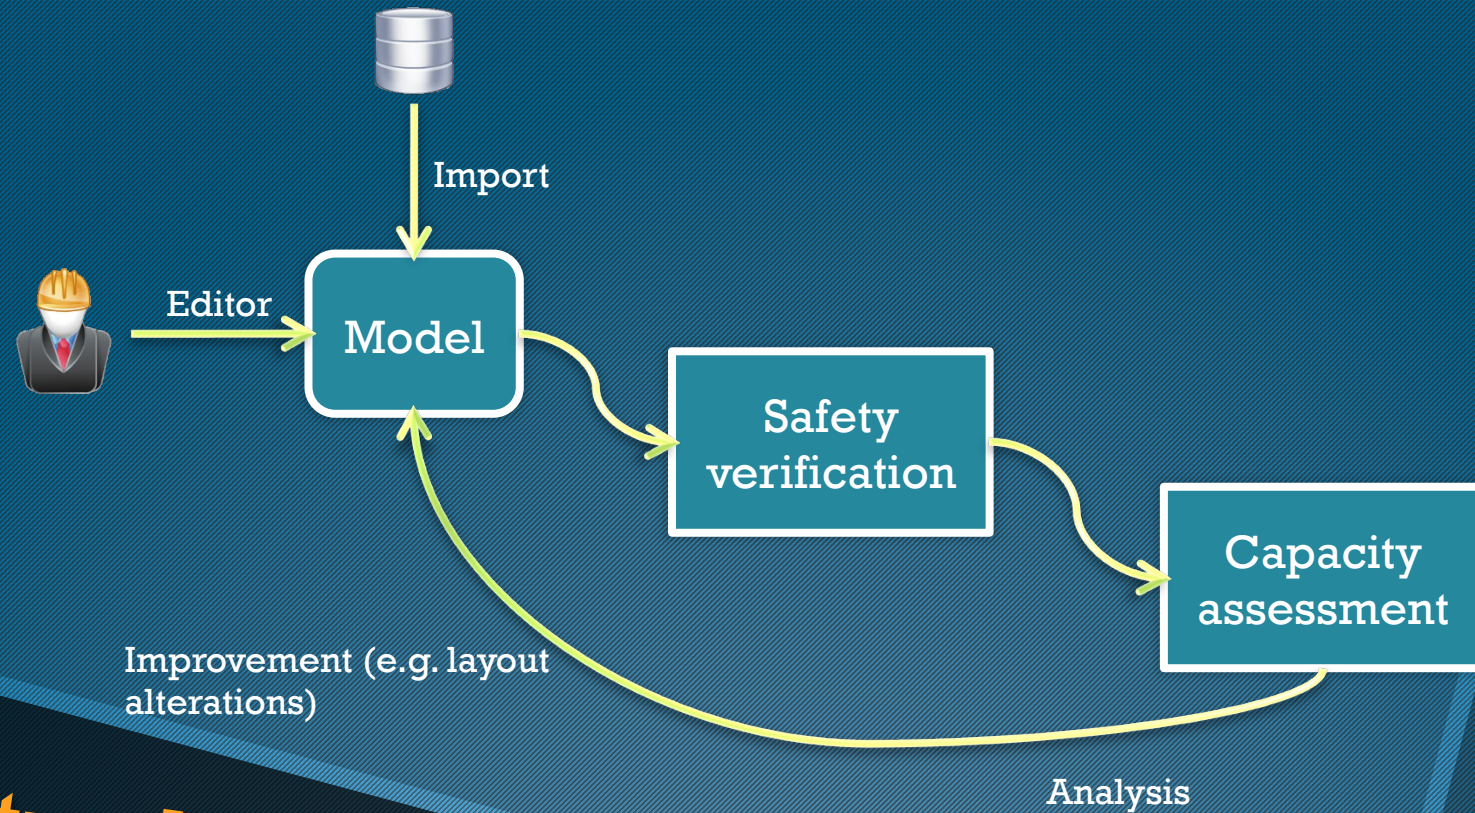 Import
Editor
Model
Safety
verification
Capacity
assessment
Improvement (e.g. layout
alterations)
Analysis